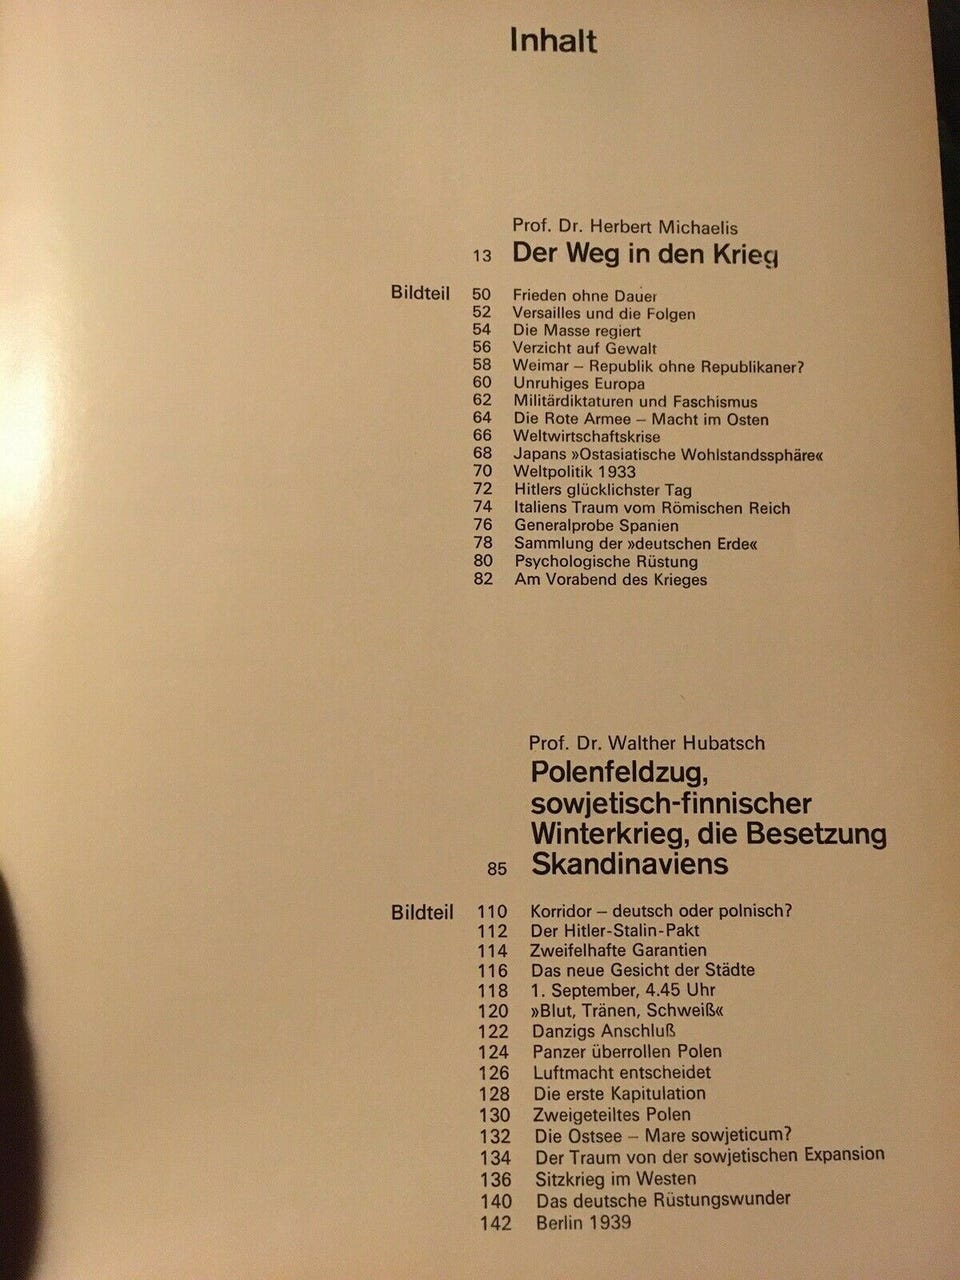 Inhalt
Prof. Dr. Herbert Michaelis
13 Der Weg in den Krieg
Bildteil 50 Frieden ohne Dauer
52 Versailles und die Folgen
54 Die Masse regiert
56 Verzicht auf Gewalt
58 Weimar – Republik ohne Republikaner?
60 Unruhiges Europa
62 Militärdiktaturen und Faschismus
64 Die Rote Armee – Macht im Osten
66 Weltwirtschaftskrise
68 Japans »Ostasiatische Wohlstandssphäre«
70 Weltpolitik 1933
72 Hitlers glücklichster Tag
74 Italiens Traum vom Römischen Reich
76 Generalprobe Spanien
78 Sammlung der »deutschen Erde«
80 Psychologische Rüstung
82 Am Vorabend des Krieges
Prof. Dr. Walther Hubatsch
Polenfeldzug,
sowjetisch-finnischer
Winterkrieg, die Besetzung
85 Skandinaviens
Bildteil 110 Korridor – deutsch oder polnisch?
112 Der Hitler-Stalin-Pakt
114 Zweifelhafte Garantien
116 Das neue Gesicht der Städte
118 1. September, 4.45 Uhr
120 »Blut, Tränen, Schweiß«
122 Danzigs Anschluß
124 Panzer überrollen Polen
126 Luftmacht entscheidet
128 Die erste Kapitulation
130 Zweigeteiltes Polen
132 Die Ostsee – Mare sowjeticum?
134 Der Traum von der sowjetischen Expansion
136 Sitzkrieg im Westen
140 Das deutsche Rüstungswunder
142 Berlin 1939